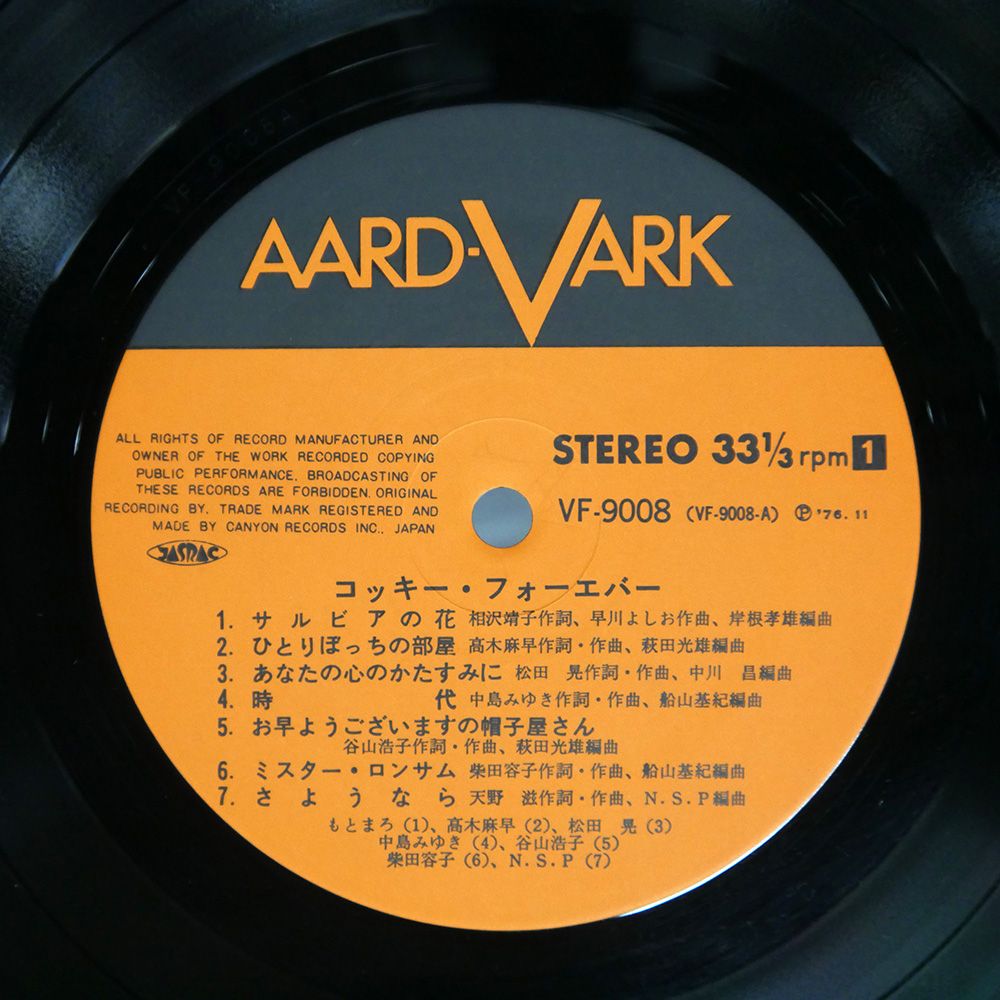 AARD-VARK
ALL RIGHTS OF RECORD MANUFACTURER AND
OWNER OF THE WORK RECORDED COPYING
PUBLIC PERFORMANCE, BROADCASTING OF
THESE RECORDS ARE FORBIDDEN. ORIGINAL
RECORDING BY. TRADE MARK REGISTERED AND
MADE BY CANYON RECORDS INC., JAPAN
JASRAC
STEREO 33⅓ rpm 1
VF-9008 (VF-9008-A) Ⓟ '76. 11
コッキー・フォーエバー
1. サルビアの花 相沢靖子作詞、早川よしお作曲、岸根孝雄編曲
2. ひとりぼっちの部屋 高木麻早作詞・作曲、萩田光雄編曲
3. あなたの心のかたすみに 松田 晃作詞・作曲、中川 昌編曲
4. 時代 中島みゆき作詞・作曲、船山基紀編曲
5. お早ようございますの帽子屋さん
谷山浩子作詞・作曲、萩田光雄編曲
6. ミスター・ロンサム 柴田容子作詞・作曲、船山基紀編曲
7. さようなら 天野 滋作詞・作曲、N.S.P編曲
もとまろ (1)、高木麻早 (2)、松田 晃 (3)
中島みゆき (4)、谷山浩子 (5)
柴田容子 (6)、N.S.P (7)
VF-9008A1